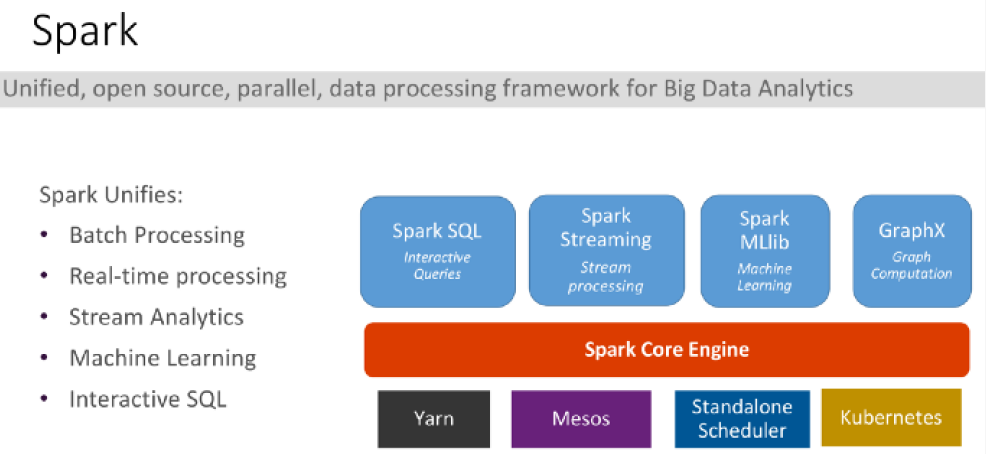 Spark
Unified, open source, parallel, data processing framework for Big Data Analytics
Spark Unifies:
• Batch Processing
• Real-time processing
• Stream Analytics
• Machine Learning
• Interactive SQL
Spark SQL
Interactive
Queries
Spark
Streaming
Stream
processing
Spark
MLlib
Machine
Learning
GraphX
Graph
Computation
Spark Core Engine
Yarn
Mesos
Standalone
Scheduler
Kubernetes